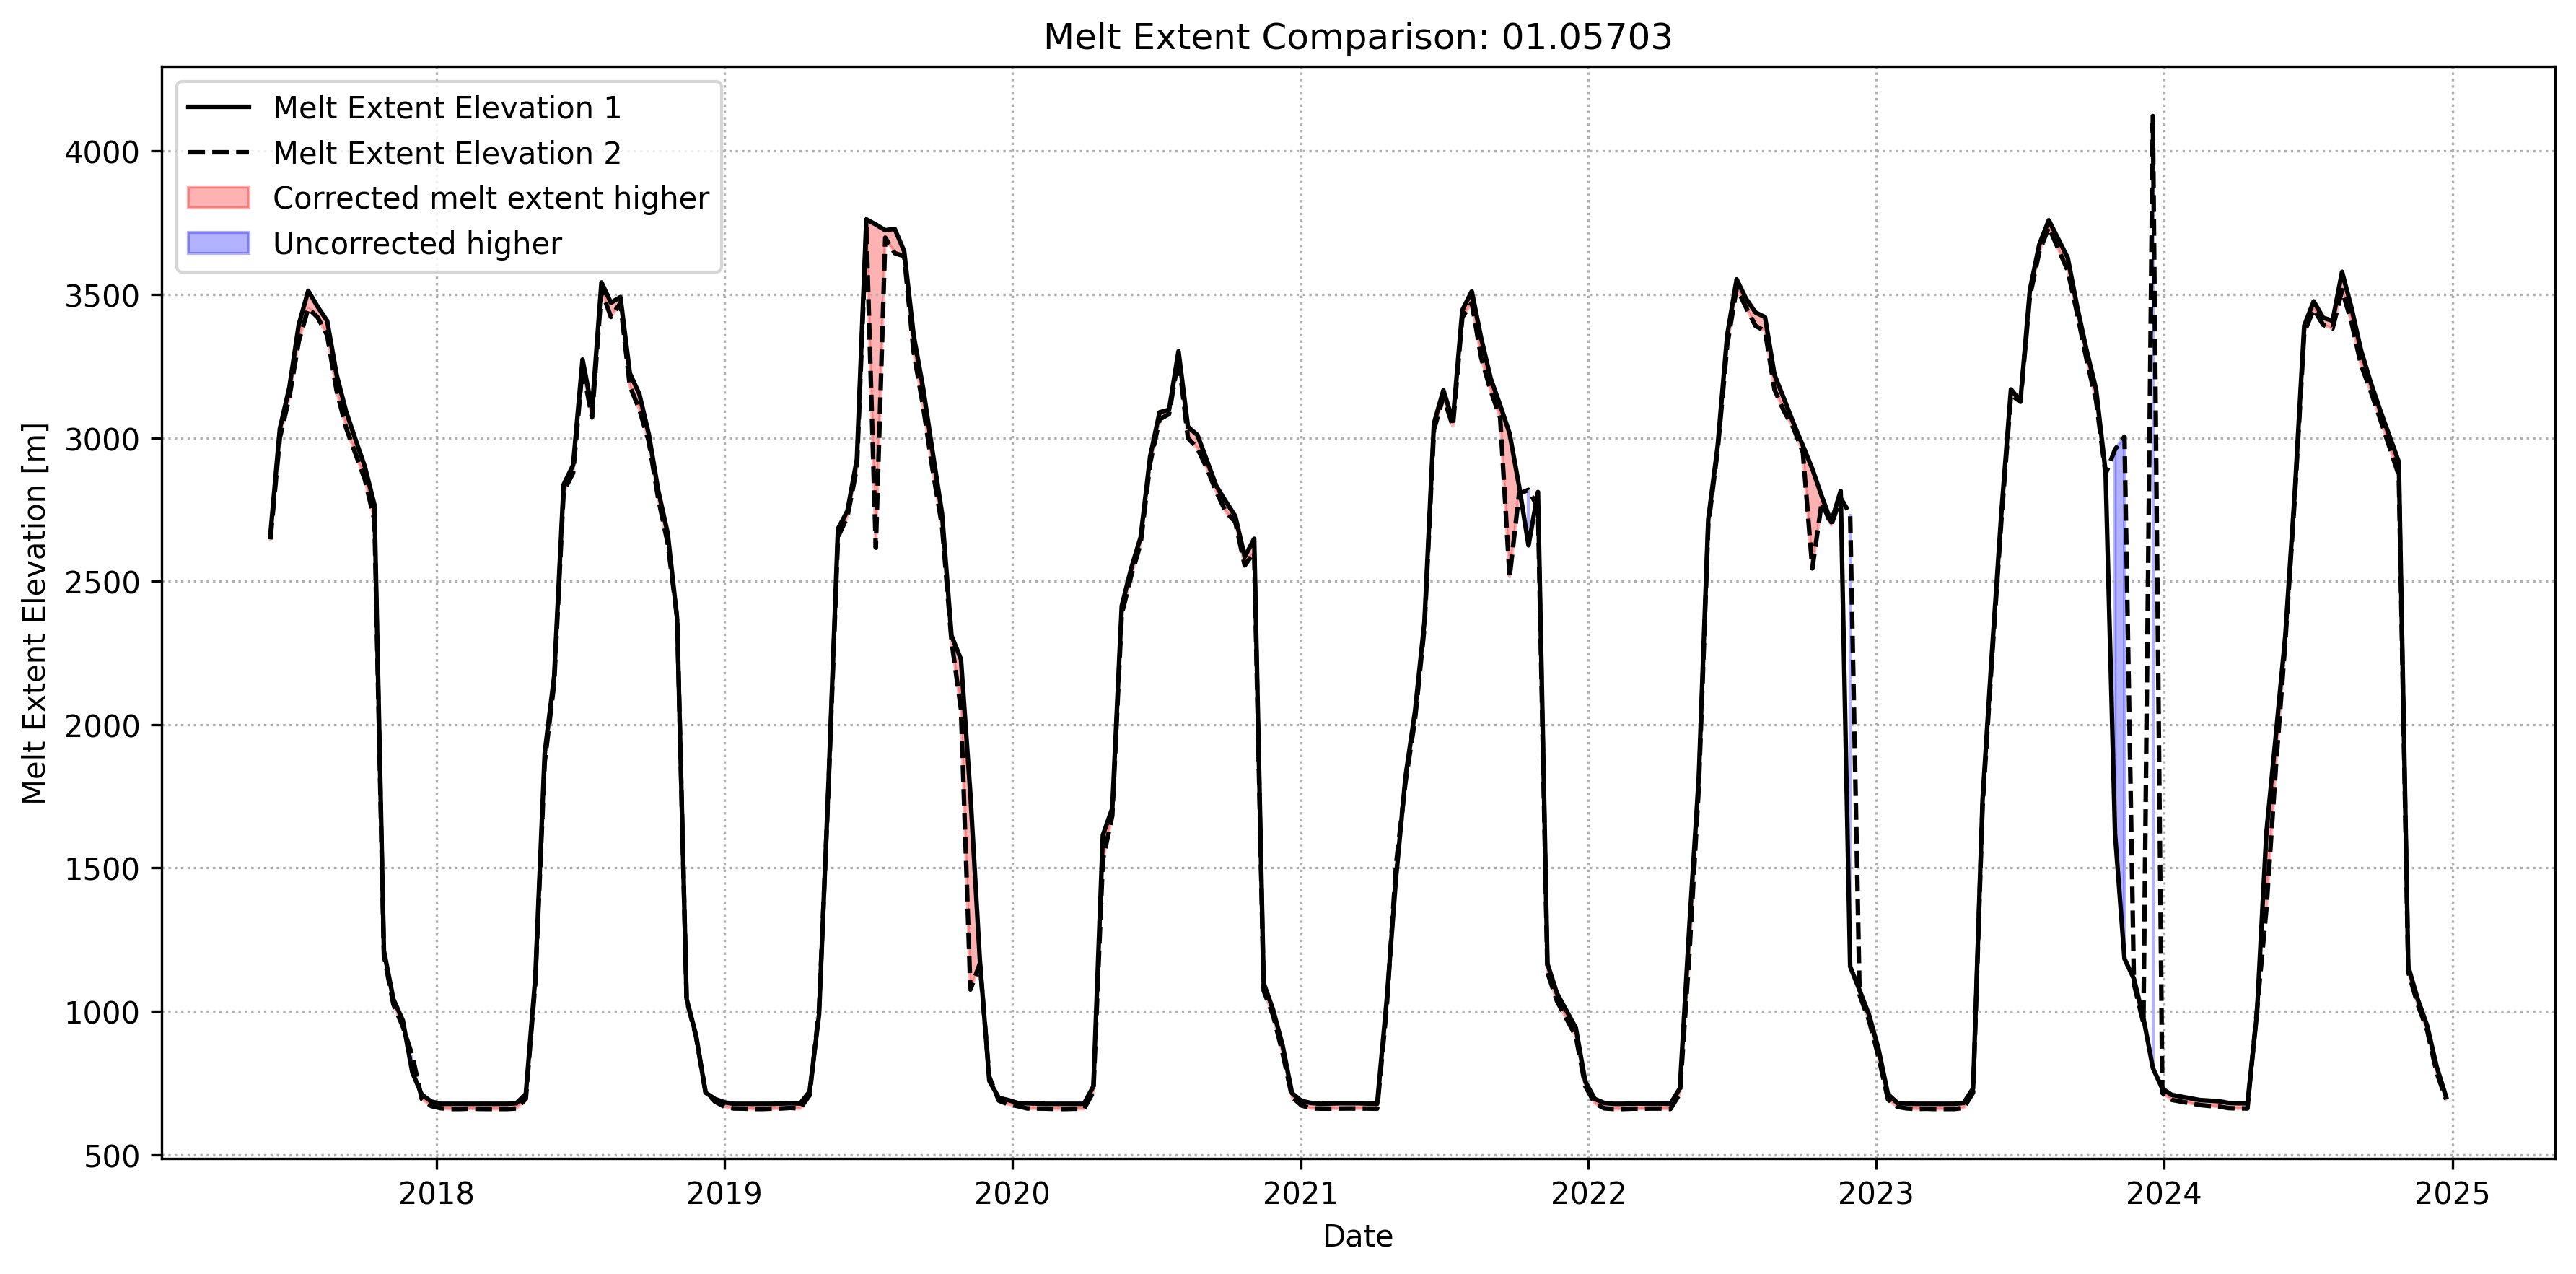 Melt Extent Comparison: 01.05703
Melt Extent Elevation 1
Melt Extent Elevation 2
Corrected melt extent higher
Uncorrected higher
Melt Extent Elevation [m]
4000
3500
3000
2500
2000
1500
1000
500
2018 2019 2020 2021 2022 2023 2024 2025
Date